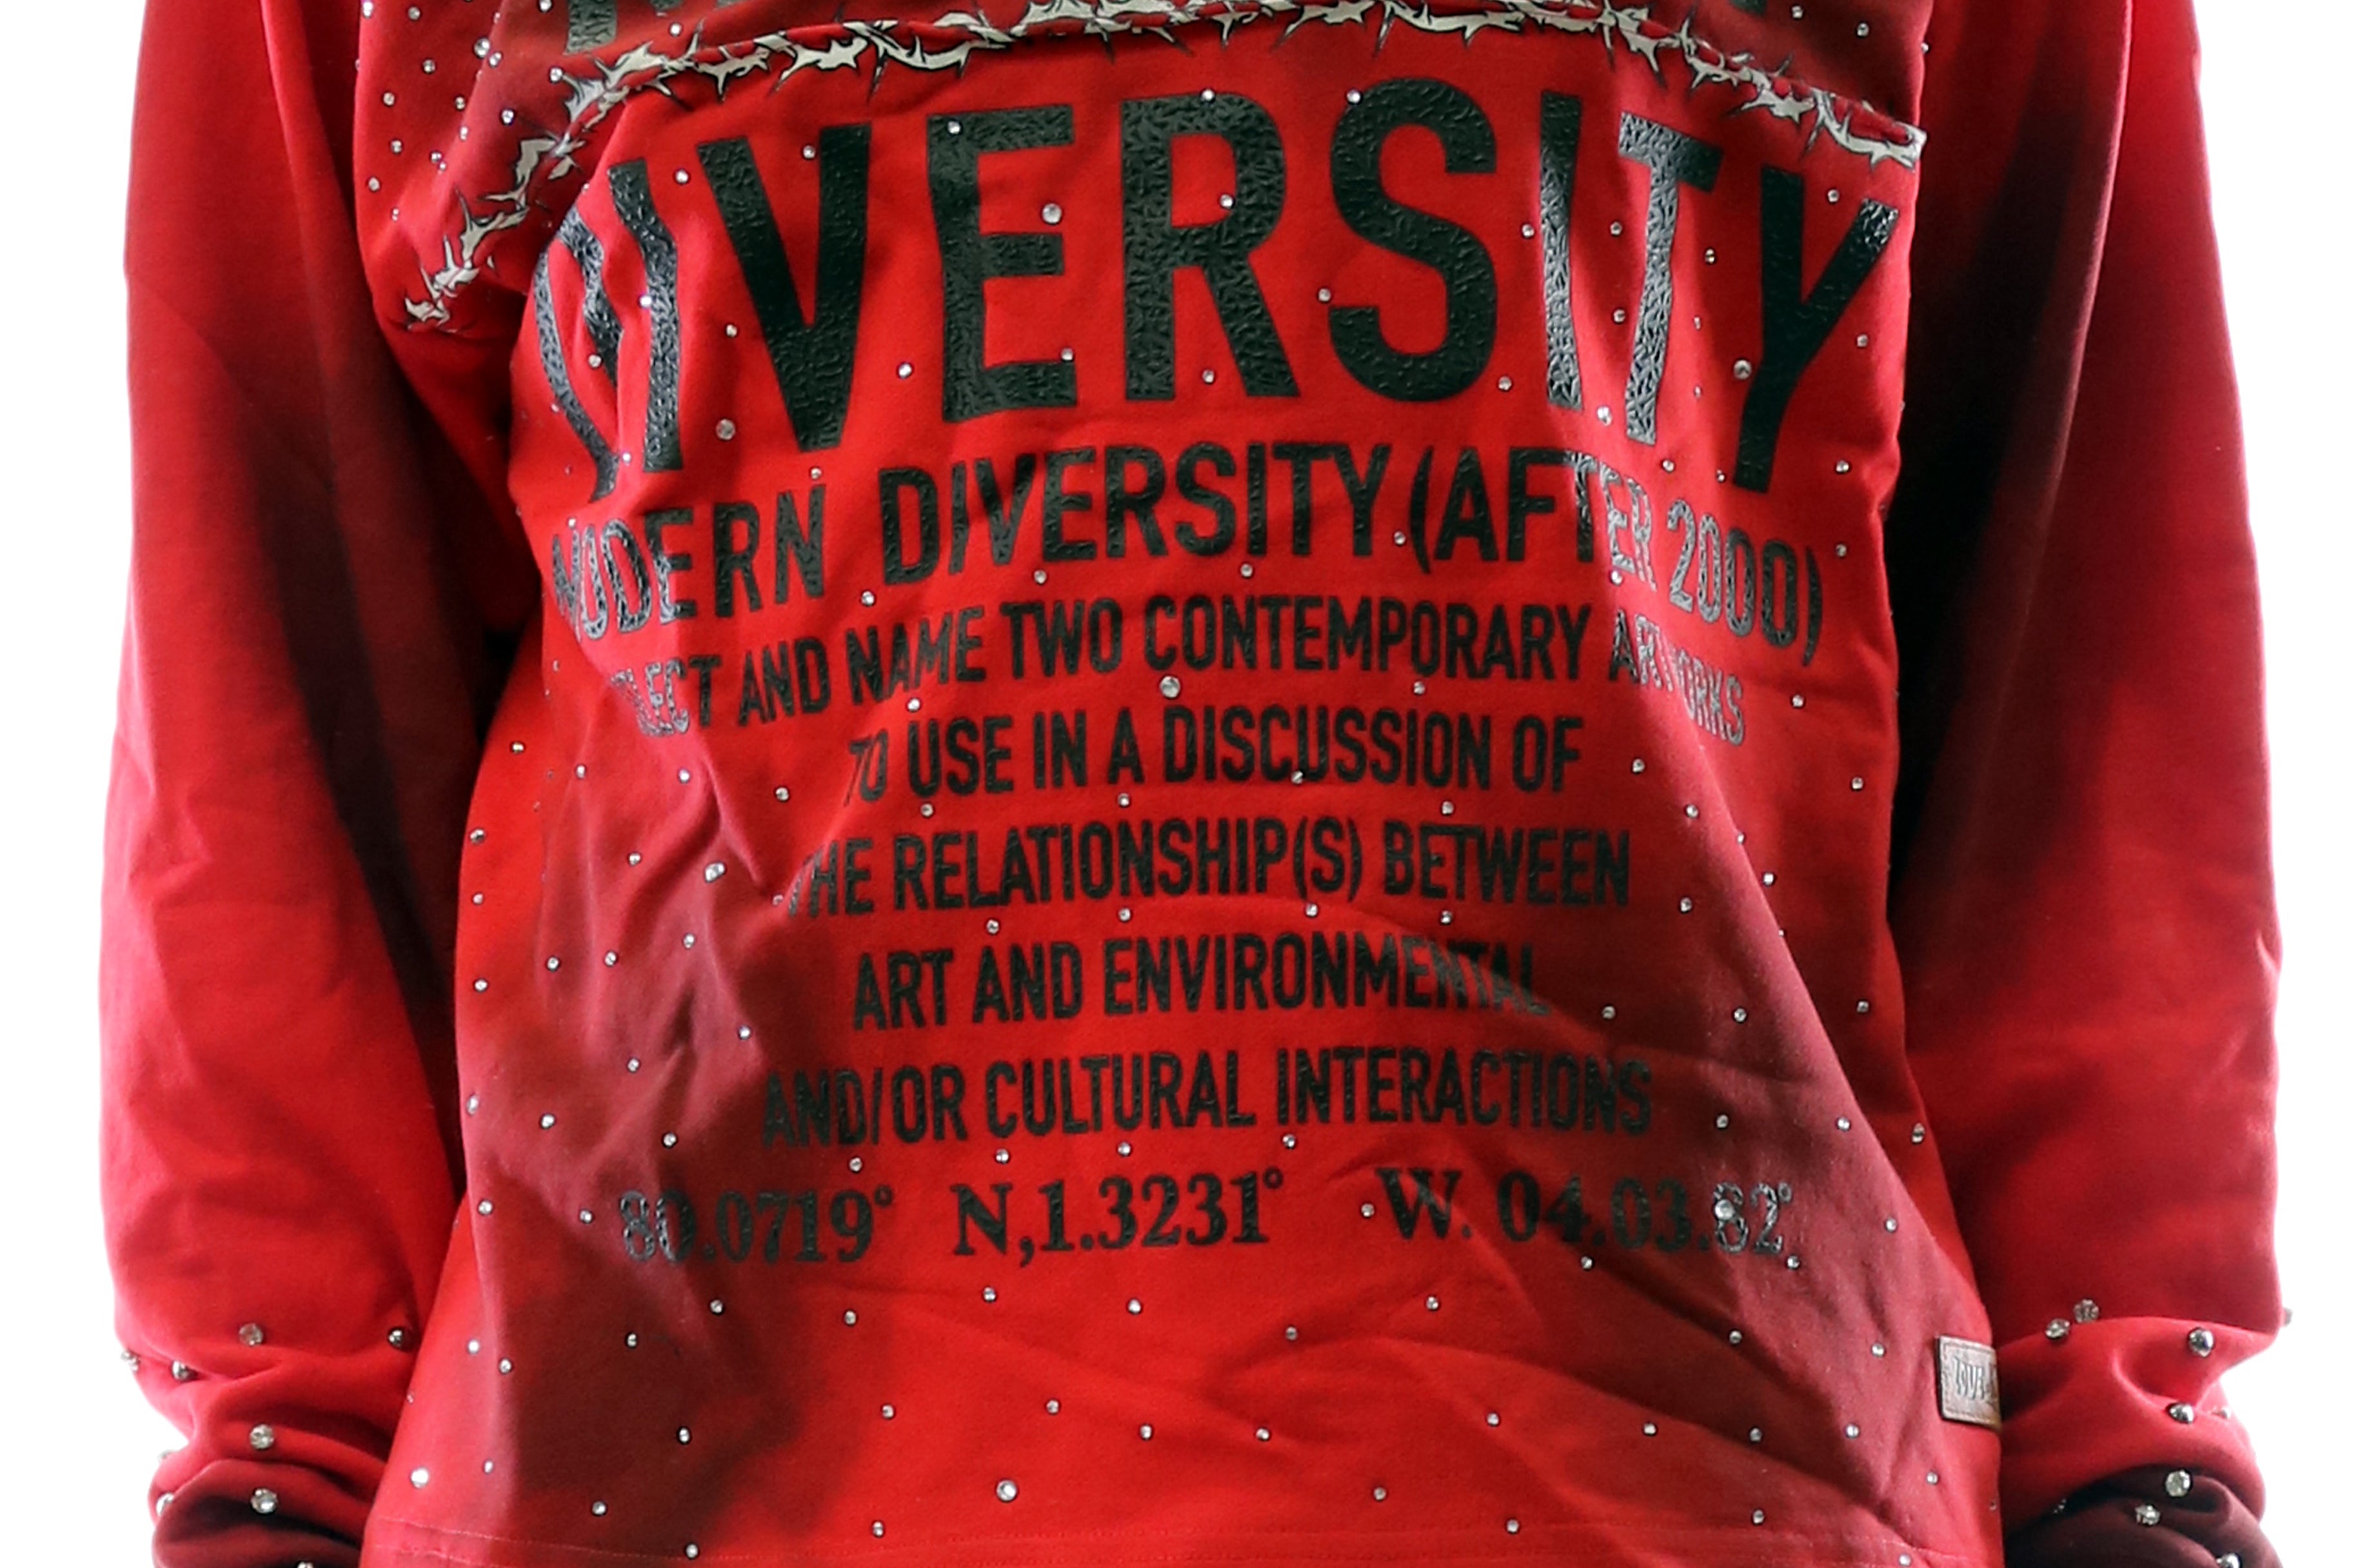 DIVERSITY
MODERN DIVERSITY (AFTER 2000)
SELECT AND NAME TWO CONTEMPORARY ARTWORKS
TO USE IN A DISCUSSION OF
THE RELATIONSHIP(S) BETWEEN
ART AND ENVIRONMENTAL
AND/OR CULTURAL INTERACTIONS
80.0719° N,1.3231° W. 04.03.62°